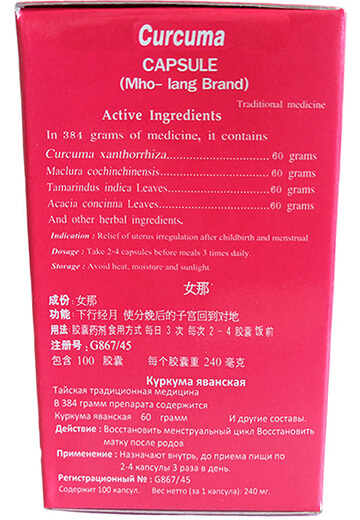 Curcuma
CAPSULE
(Mho- lang Brand)
Traditional medicine
Active Ingredients
In 384 grams of medicine, it contains
Curcuma xanthorrhiza..............................60 grams
Maclura cochinchinensis..........................60 grams
Tamarindus indica Leaves.......................60 grams
Acacia concinna Leaves..........................60 grams
And other herbal ingredients.
Indication : Relief of uterus irregulation after childbirth and menstrual
Dosage : Take 2-4 capsules before meals 3 times daily.
Storage : Avoid heat, moisture and sunlight.
女那
成份: 女那
功能: 下行经月 使分娩后的子宫回到对地
用法: 胶囊药剂食用方式 每日 3 次 每次 2 - 4 胶囊 饭前
注册号: G867/45
包含 100 胶囊 每个胶囊重 240 毫克
Куркума яванская
Тайская традиционная медицина
В 384 грамм препарата содержится
Куркума яванская 60 грамм И другие составы.
Действие : Восстановить менструальный цикл Восстановить
матку после родов
Применение : Назначают внутрь, до приема пищи по
2-4 капсулы 3 раза в день.
Регистрационный № : G867/45
Содержит 100 капсул. Вес нетто (за 1 капсула): 240 мг.